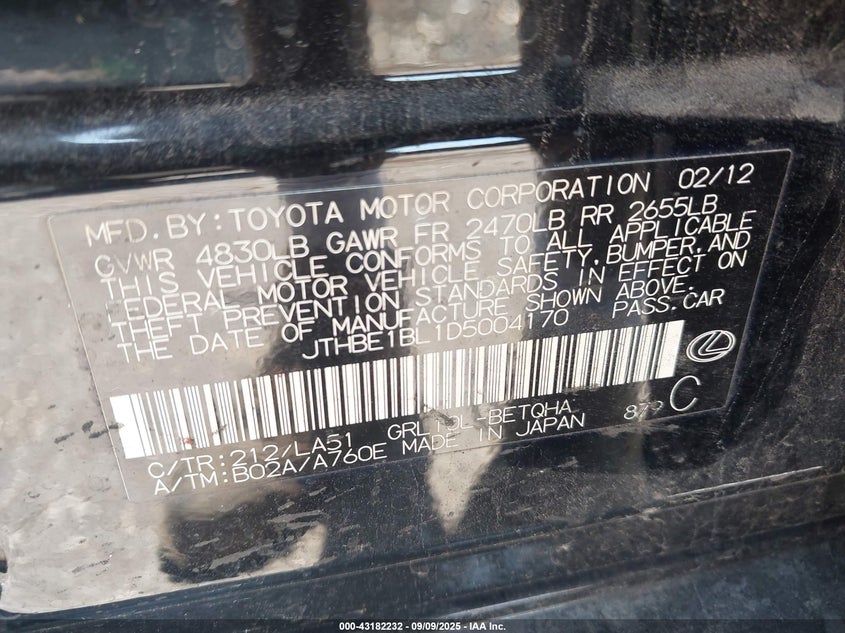 MFD. BY: TOYOTA MOTOR CORPORATION 02/12
GVWR 4830LB GAWR FR 2470LB RR 2655LB
THIS VEHICLE CONFORMS TO ALL APPLICABLE
FEDERAL MOTOR VEHICLE SAFETY, BUMPER, AND
THEFT PREVENTION STANDARDS IN EFFECT ON
THE DATE OF MANUFACTURE SHOWN ABOVE.
JTHBE1BL1D5004170 PASS. CAR
C
C/TR: 212/LA51 GRL10L-BETQHA 879
A/TM: B02A/A760E MADE IN JAPAN
000-43182232 - 09/09/2025 - IAA Inc.